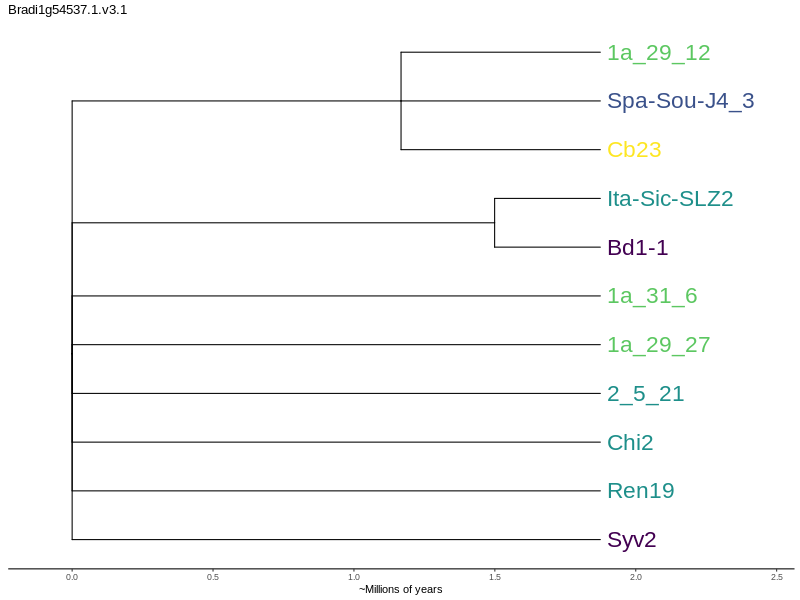 Bradi1g54537.1.v3.1
1a_29_12
Spa-Sou-J4_3
Cb23
Ita-Sic-SLZ2
Bd1-1
1a_31_6
1a_29_27
2_5_21
Chi2
Ren19
Syv2
0.0 0.5 1.0 1.5 2.0 2.5
~Millions of years